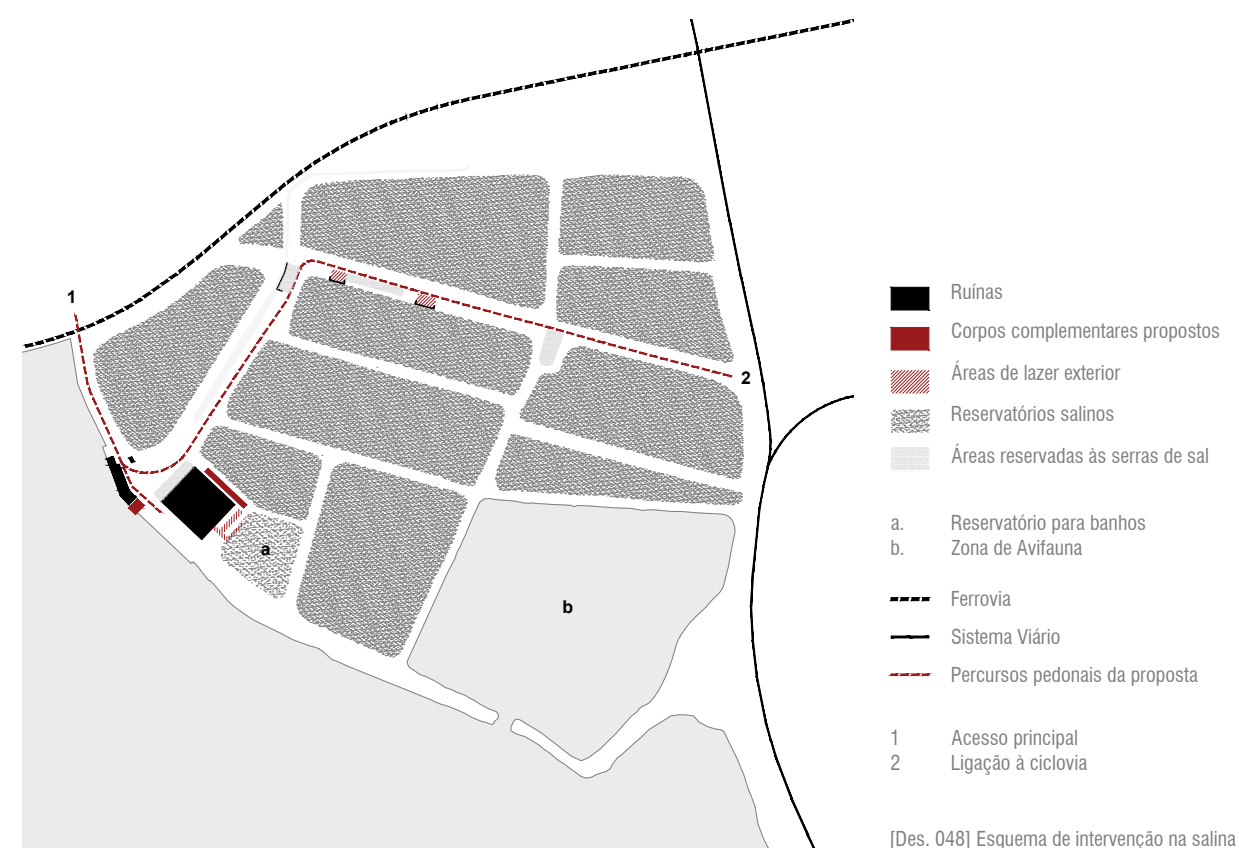 1
2
a
b
Ruínas
Corpos complementares propostos
Áreas de lazer exterior
Reservatórios salinos
Áreas reservadas às serras de sal
a. Reservatório para banhos
b. Zona de Avifauna
Ferrovia
Sistema Viário
Percursos pedonais da proposta
1 Acesso principal
2 Ligação à ciclovia
[Des. 048] Esquema de intervenção na salina